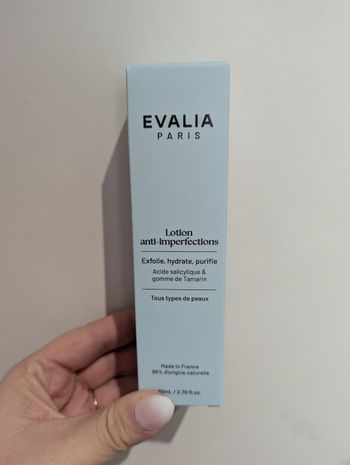 EVALIA
PARIS
Lotion
anti-imperfections
Exfolie, hydrate, purifie
Acide salicylique &
gomme de Tamarin
Tous types de peaux
Made in France
98% d'origine naturelle
2.70 fl.oz.